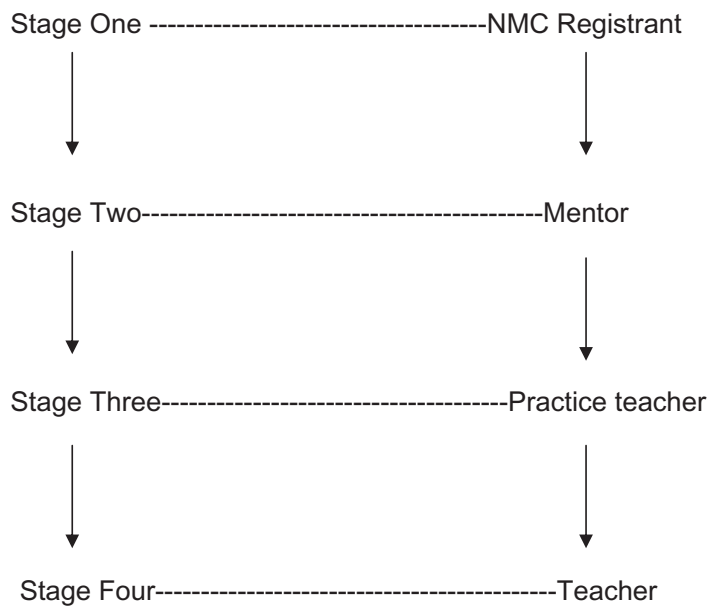 Stage One -------------------------------------NMC Registrant
Stage Two--------------------------------------------Mentor
Stage Three--------------------------------------Practice teacher
Stage Four--------------------------------------------Teacher